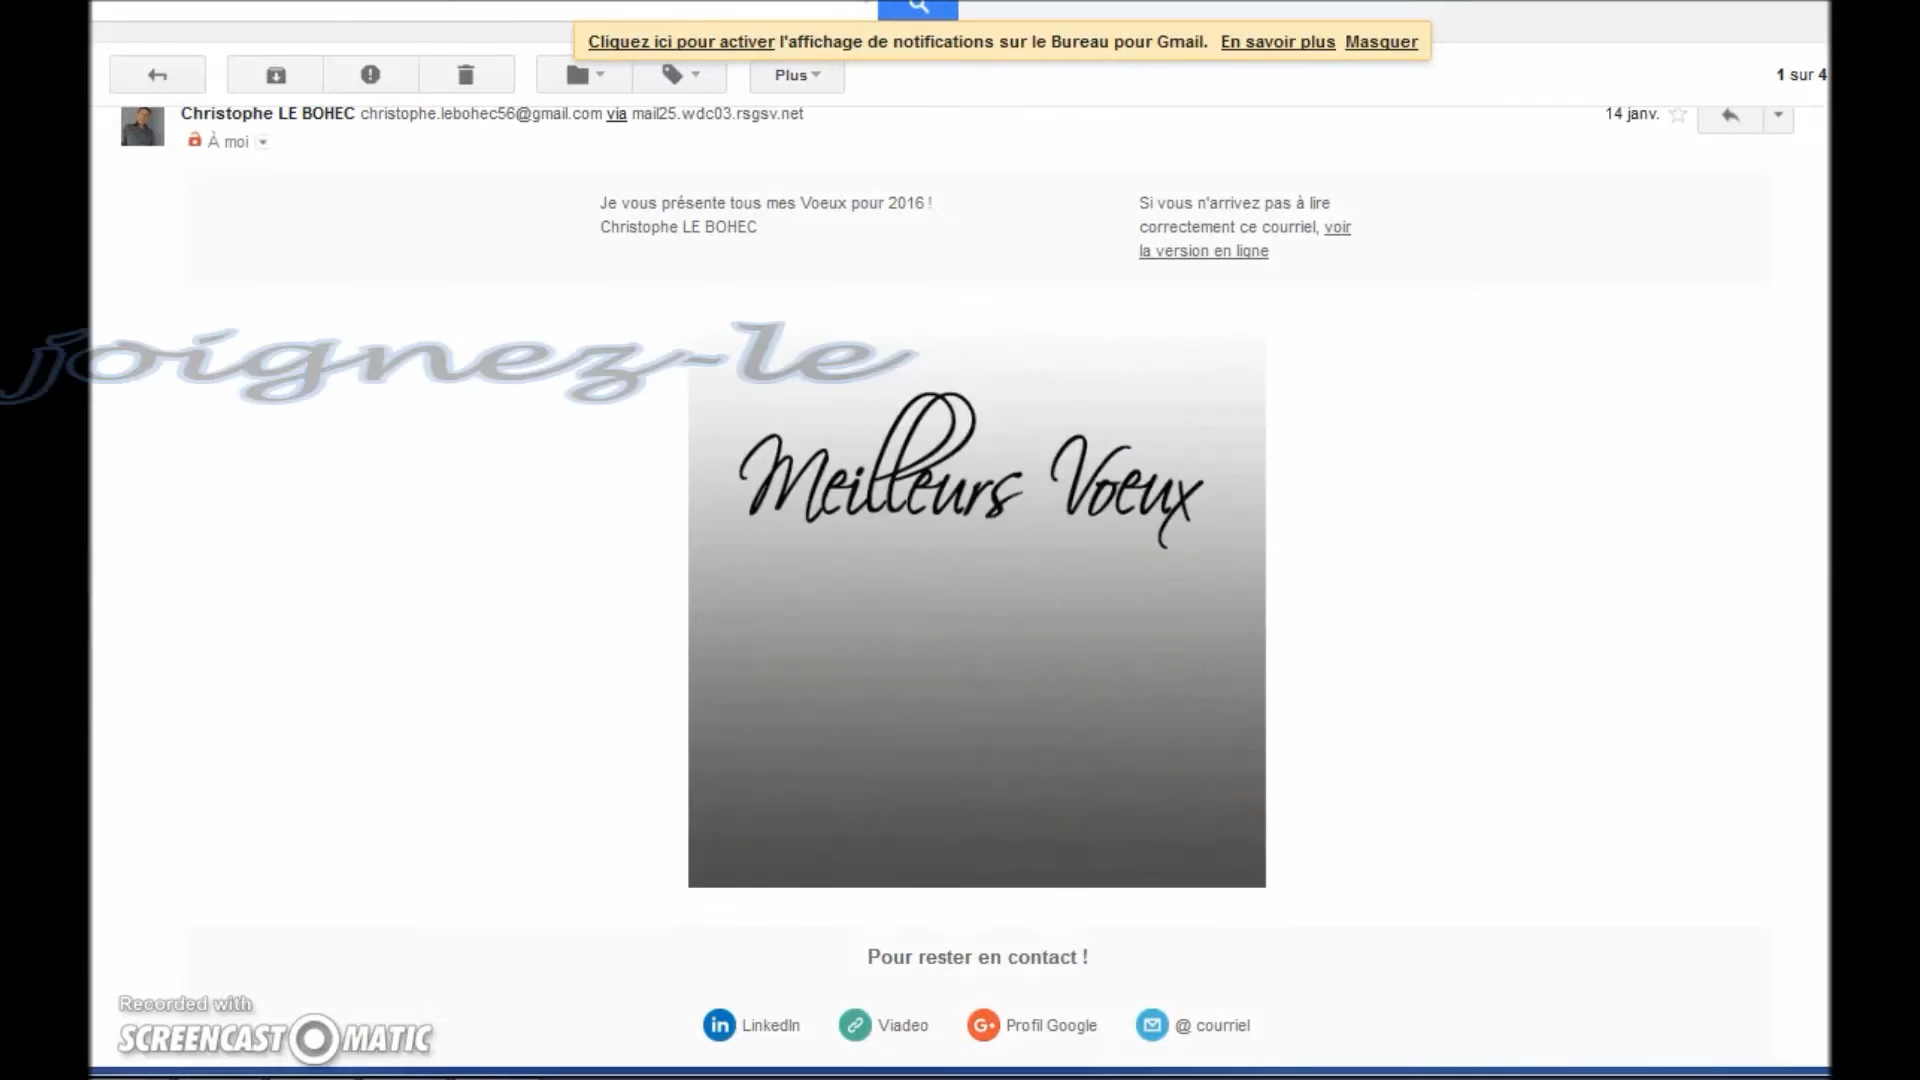 Cliquez ici pour activer l'affichage de notifications sur le Bureau pour Gmail. En savoir plus Masquer
Plus
1 sur 4
Christophe LE BOHEC christophe.lebohec56@gmail.com via mail25.wdc03.rsgsv.net
14 janv.
À moi
Je vous présente tous mes Voeux pour 2016 !
Christophe LE BOHEC
Si vous n'arrivez pas à lire
correctement ce courriel, voir
la version en ligne
joignez-le
Meilleurs Voeux
Pour rester en contact !
LinkedIn
Viadeo
Profil Google
@ courriel
Recorded with
SCREENCAST MATIC